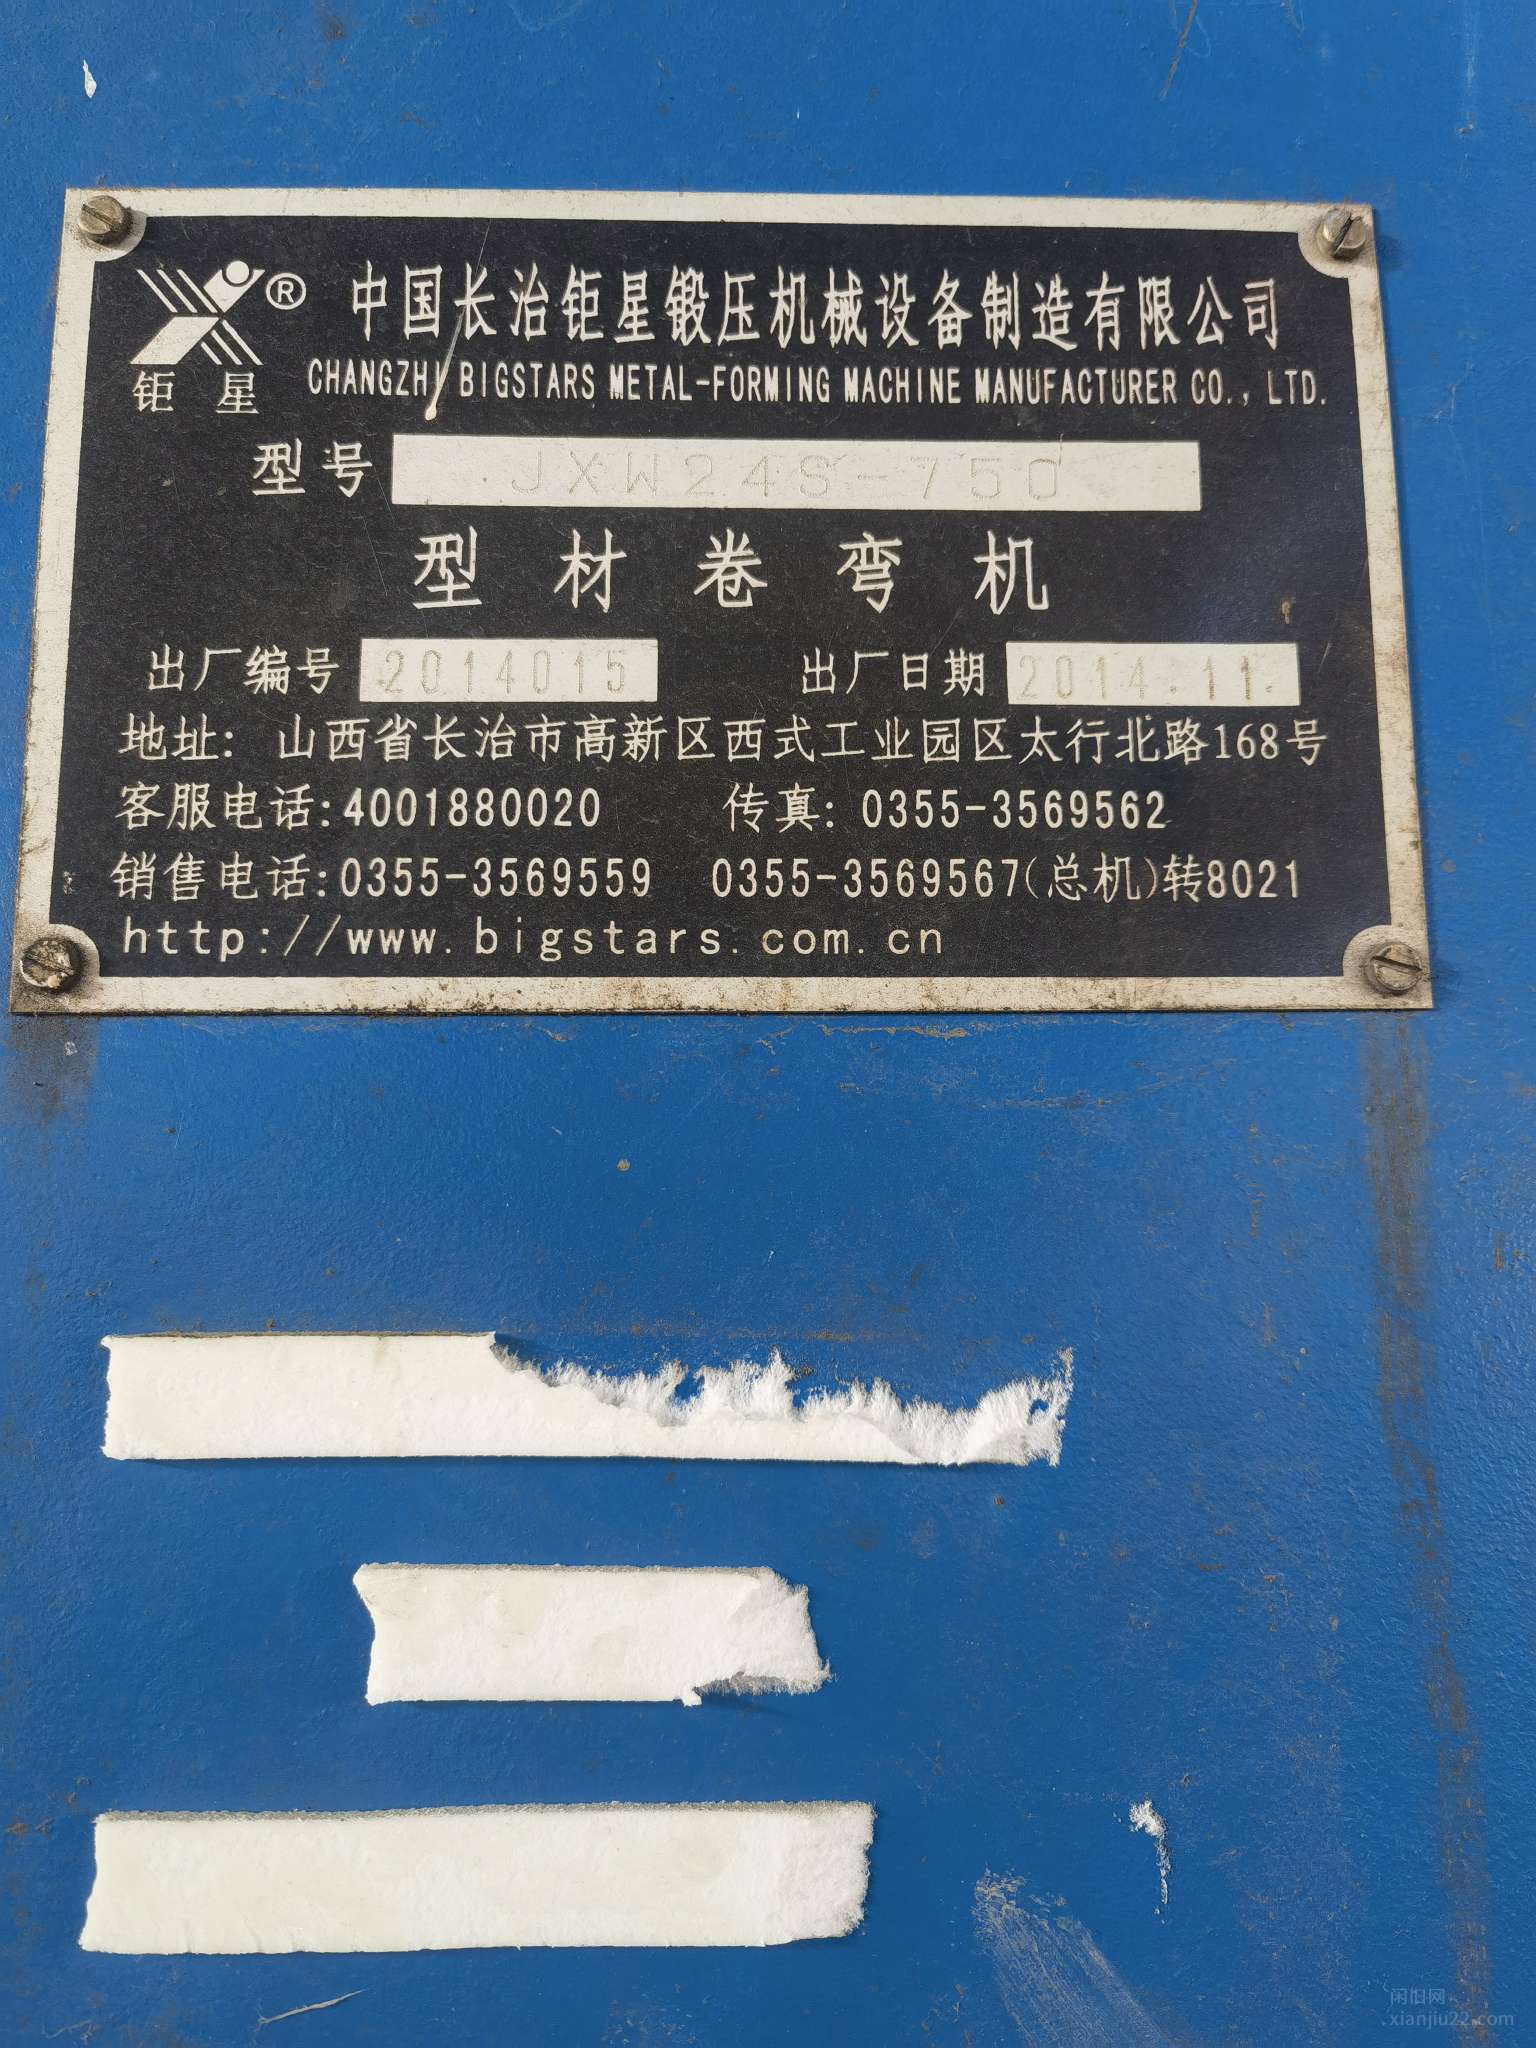 ®
钜星
中国长治钜星锻压机械设备制造有限公司
CHANGZHI BIGSTARS METAL-FORMING MACHINE MANUFACTURER CO., LTD.
型号 JXW24S-750
型材卷弯机
出厂编号 2014015 出厂日期 2014.11.
地址: 山西省长治市高新区西式工业园区太行北路168号
客服电话:4001880020 传真: 0355-3569562
销售电话:0355-3569559 0355-3569567(总机)转8021
http://www.bigstars.com.cn
闲旧网
xianjiu22.com